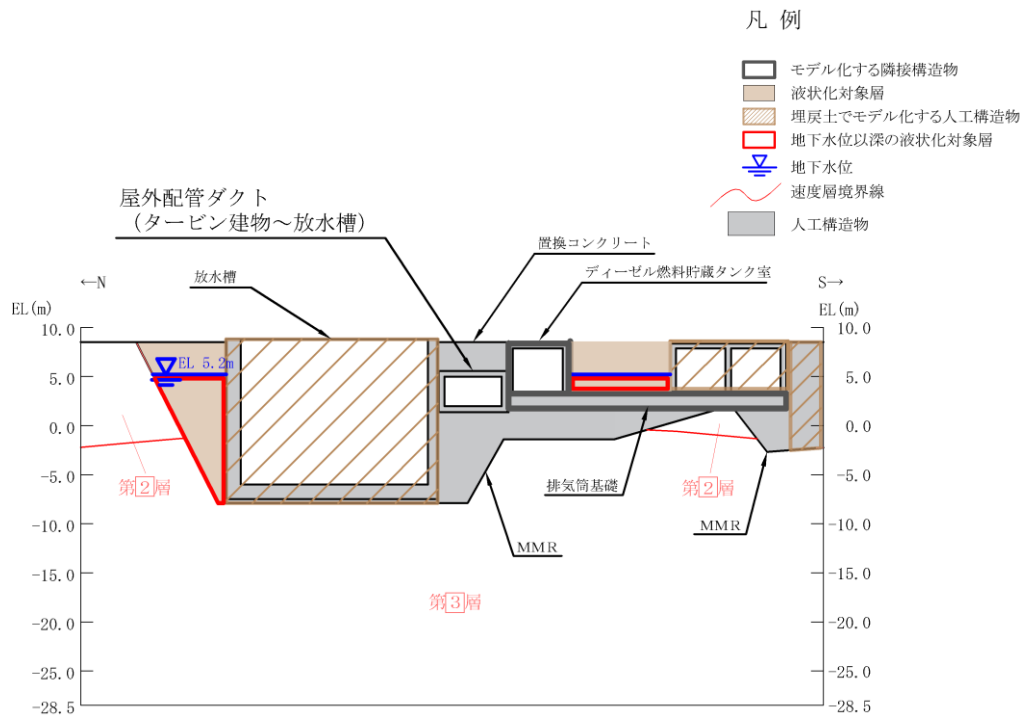 凡 例
モデル化する隣接構造物
液状化対象層
埋戻土でモデル化する人工構造物
地下水位以深の液状化対象層
地下水位
速度層境界線
人工構造物
屋外配管ダクト
（タービン建物～放水槽）
置換コンクリート
ディーゼル燃料貯蔵タンク室
放水槽
←N
S→
EL(m)
EL(m)
10.0
10.0
EL 5.2m
5.0
5.0
0.0
0.0
-5.0
-5.0
第2層
排気筒基礎
第2層
-10.0
-10.0
MMR
MMR
-15.0
-15.0
第3層
-20.0
-20.0
-25.0
-25.0
-28.5
-28.5